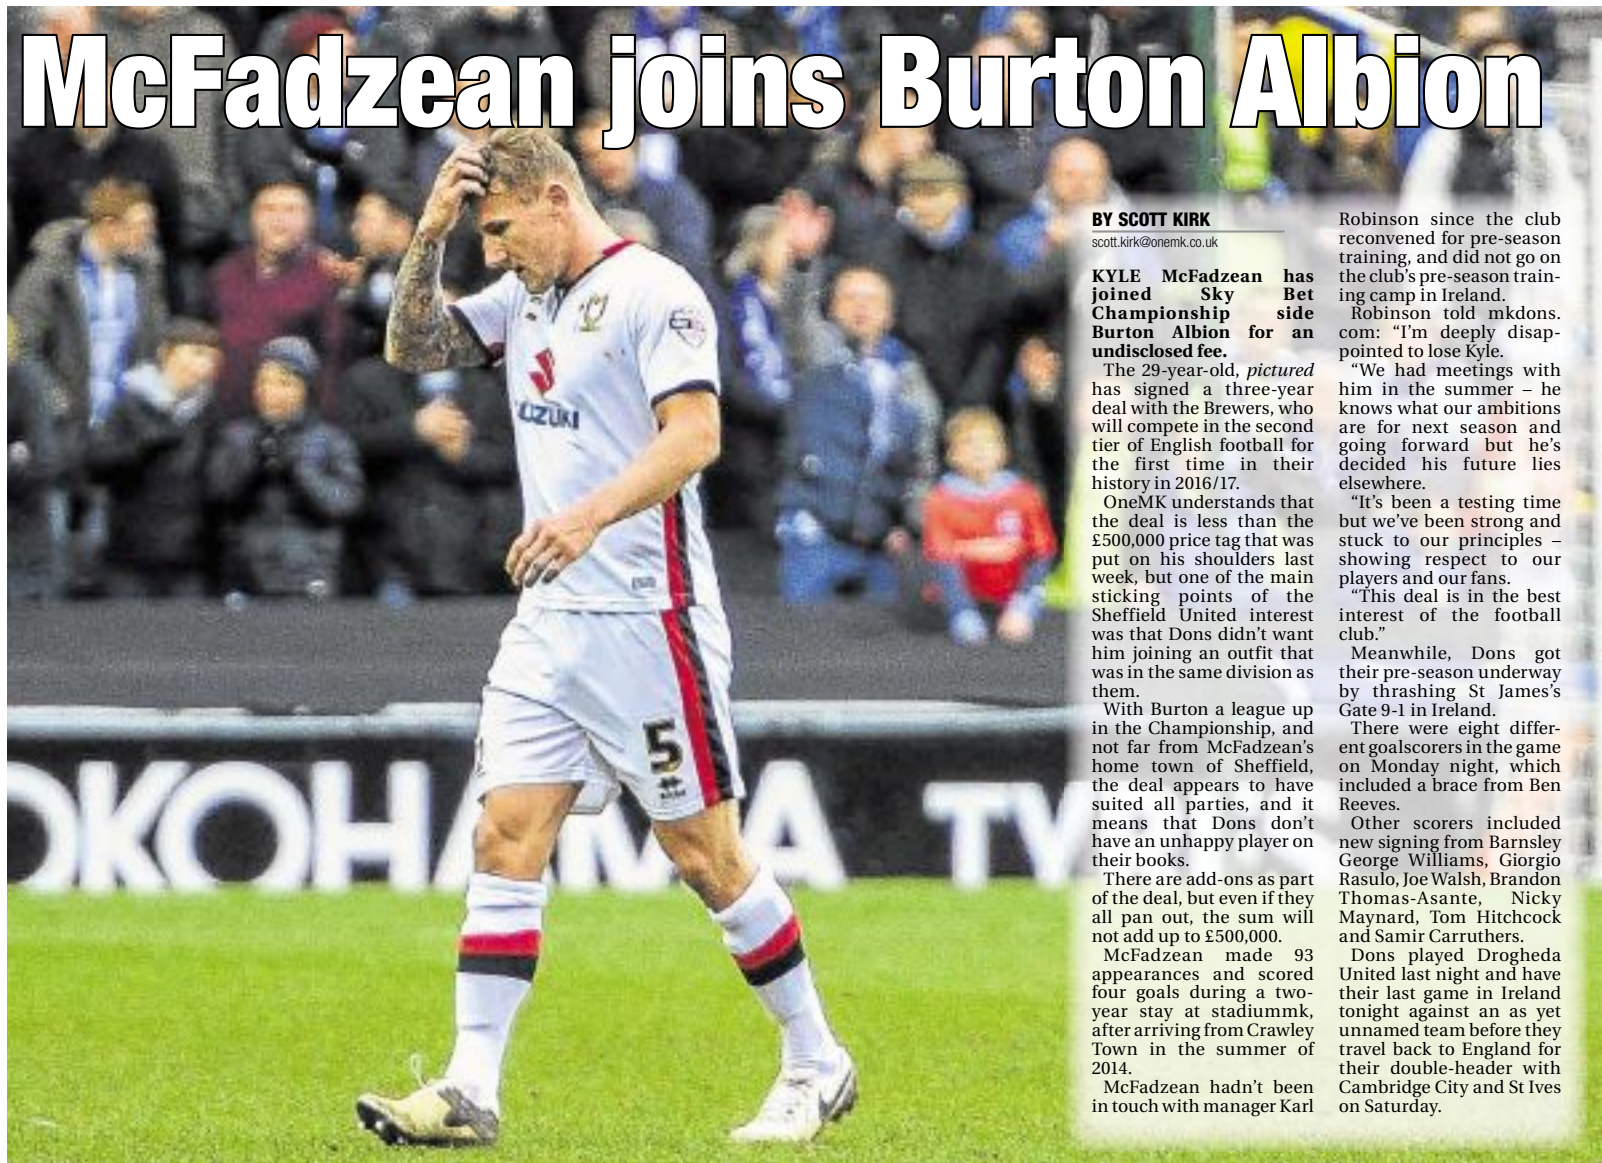 McFadzean joins Burton Albion
BY SCOTT KIRK
scott.kirk@onemk.co.uk
KYLE McFadzean has
joined Sky Bet
Championship side
Burton Albion for an
undisclosed fee.
The 29-year-old, pictured
has signed a three-year
deal with the Brewers, who
will compete in the second
tier of English football for
the first time in their
history in 2016/17.
OneMK understands that
the deal is less than the
£500,000 price tag that was
put on his shoulders last
week, but one of the main
sticking points of the
Sheffield United interest
was that Dons didn't want
him joining an outfit that
was in the same division as
them.
With Burton a league up
in the Championship, and
not far from McFadzean's
home town of Sheffield,
the deal appears to have
suited all parties, and it
means that Dons don't
have an unhappy player on
their books.
There are add-ons as part
of the deal, but even if they
all pan out, the sum will
not add up to £500,000.
McFadzean made 93
appearances and scored
four goals during a two-
year stay at stadiummk,
after arriving from Crawley
Town in the summer of
2014.
McFadzean hadn't been
in touch with manager Karl
Robinson since the club
reconvened for pre-season
training, and did not go on
the club's pre-season train-
ing camp in Ireland.
Robinson told mkdons.
com: “I'm deeply disap-
pointed to lose Kyle.
“We had meetings with
him in the summer – he
knows what our ambitions
are for next season and
going forward but he's
decided his future lies
elsewhere.
“It's been a testing time
but we've been strong and
stuck to our principles –
showing respect to our
players and our fans.
“This deal is in the best
interest of the football
club.”
Meanwhile, Dons got
their pre-season underway
by thrashing St James's
Gate 9-1 in Ireland.
There were eight differ-
ent goalscorers in the game
on Monday night, which
included a brace from Ben
Reeves.
Other scorers included
new signing from Barnsley
George Williams, Giorgio
Rasulo, Joe Walsh, Brandon
Thomas-Asante, Nicky
Maynard, Tom Hitchcock
and Samir Carruthers.
Dons played Drogheda
United last night and have
their last game in Ireland
tonight against an as yet
unnamed team before they
travel back to England for
their double-header with
Cambridge City and St Ives
on Saturday.
SUZUKI
5
OKOHAMA TY